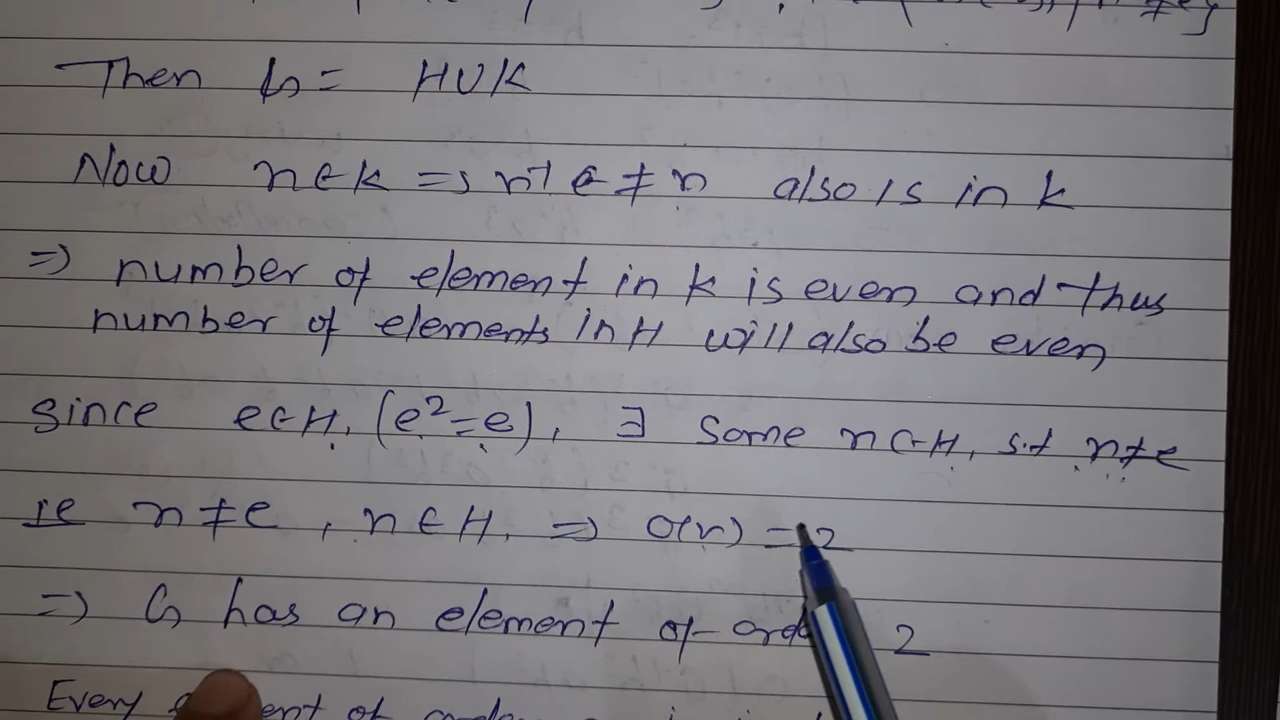 Then G = HUK
Now n ∈ K => n⁻¹ ≠ n also is in K
=> number of element in K is even and thus
number of elements in H will also be even
since e ∈ H, (e² = e), ∃ some n ∈ H, s.t n ≠ e
ie n ≠ e, n ∈ H, => O(n) = 2
=> G has an element of 2
Every of